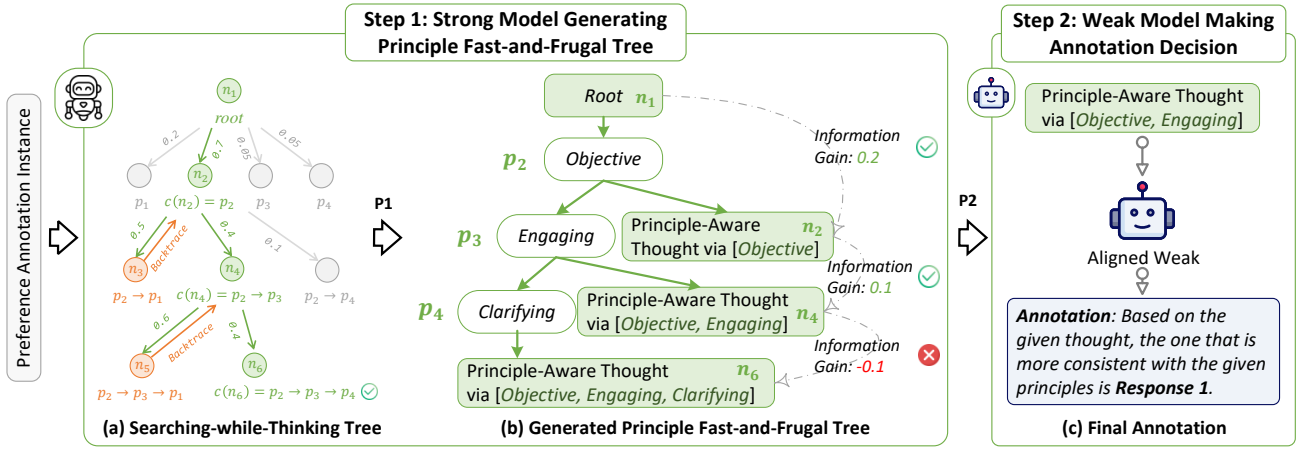 Step 1: Strong Model Generating
Principle Fast-and-Frugal Tree
Step 2: Weak Model Making
Annotation Decision
Preference Annotation Instance
n₁
root
0.2
0.7
0.05
0.05
n₂
p₁
c(n₂) = p₂
p₃
p₄
0.5
Backtrace
0.4
0.1
n₃
n₄
p₂ → p₁
c(n₄) = p₂ → p₃
p₂ → p₄
0.6
Backtrace
0.4
n₅
n₆
p₂ → p₃ → p₁
c(n₆) = p₂ → p₃ → p₄
(a) Searching-while-Thinking Tree
P1
Root n₁
p₂
Objective
Information
Gain: 0.2
p₃
Engaging
Principle-Aware n₂
Thought via [Objective]
Information
Gain: 0.1
p₄
Clarifying
Principle-Aware Thought
via [Objective, Engaging] n₄
Information
Gain: -0.1
Principle-Aware Thought n₆
via [Objective, Engaging, Clarifying]
(b) Generated Principle Fast-and-Frugal Tree
P2
Principle-Aware Thought
via [Objective, Engaging]
Aligned Weak
Annotation: Based on the
given thought, the one that is
more consistent with the given
principles is Response 1.
(c) Final Annotation